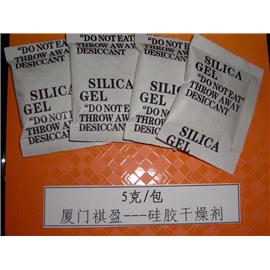 "DO NOT EAT"
THROW AWAY
DESICCANT
SILICA
GEL
"DO NOT EAT"
THROW AWAY
DESICCANT
"DO NOT EAT"
THROW AWAY
DESICCANT
SILICA
GEL
"DO NOT EAT"
THROW AWAY
DESICCANT
SILICA
GEL
"DO NOT EAT"
THROW AWAY
DESICCANT
SILICA
GEL
5克/包
厦门祺盈---硅胶干燥剂